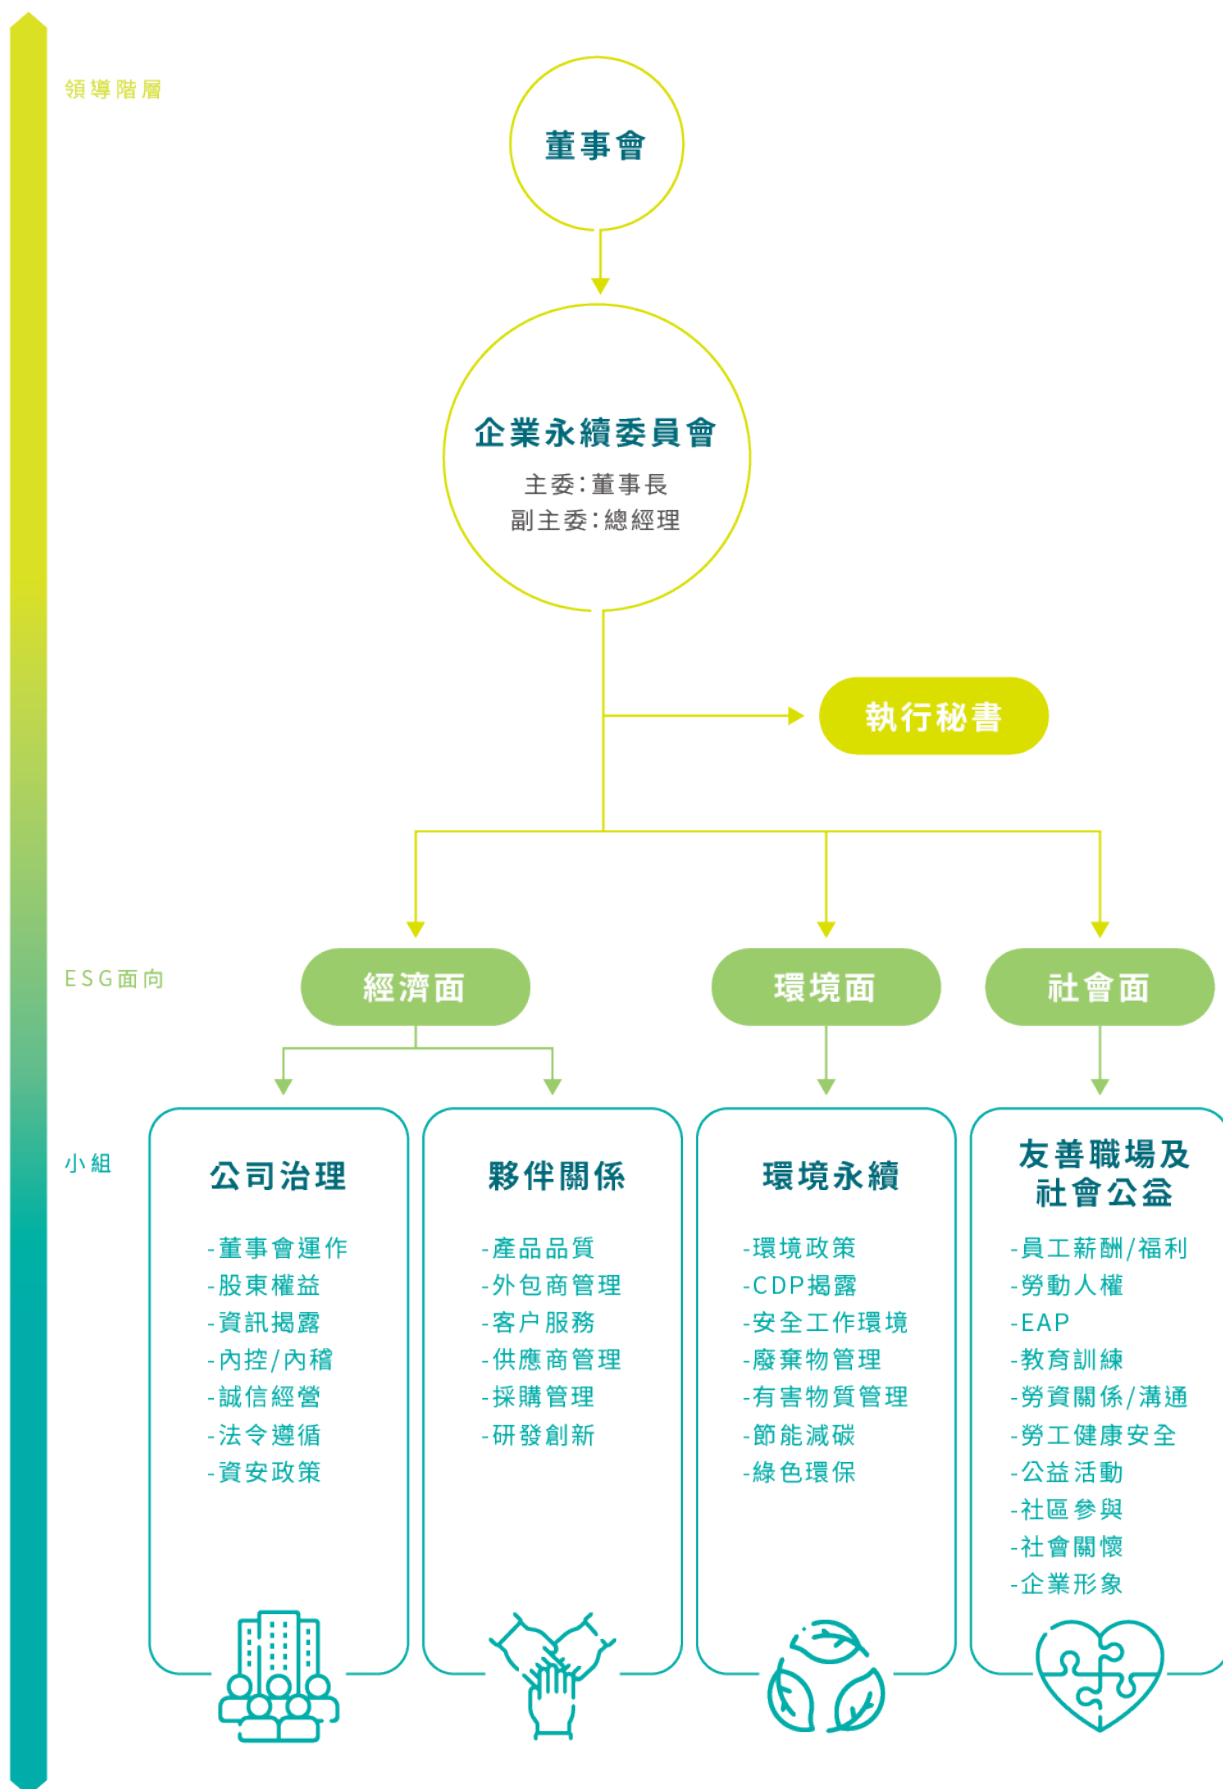 領導階層
董事會
企業永續委員會
主委：董事長
副主委：總經理
執行秘書
ESG面向
經濟面
環境面
社會面
小組
公司治理
-董事會運作
-股東權益
-資訊揭露
-內控/內稽
-誠信經營
-法令遵循
-資安政策
夥伴關係
-產品品質
-外包商管理
-客户服務
-供應商管理
-採購管理
-研發創新
環境永續
-環境政策
-CDP揭露
-安全工作環境
-廢棄物管理
-有害物質管理
-節能減碳
-綠色環保
友善職場及
社會公益
-員工薪酬/福利
-勞動人權
-EAP
-教育訓練
-勞資關係/溝通
-勞工健康安全
-公益活動
-社區參與
-社會關懷
-企業形象